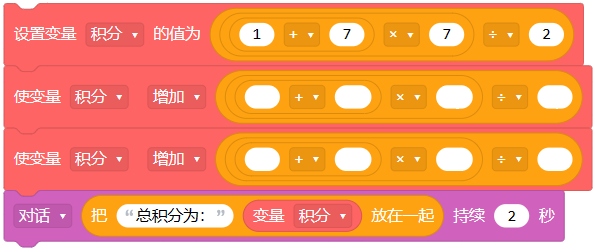 设置变量 积分 的值为 1 + 7 × 7 ÷ 2
使变量 积分 增加 + × ÷
使变量 积分 增加 + × ÷
对话 把 “总积分为：” 变量 积分 放在一起 持续 2 秒